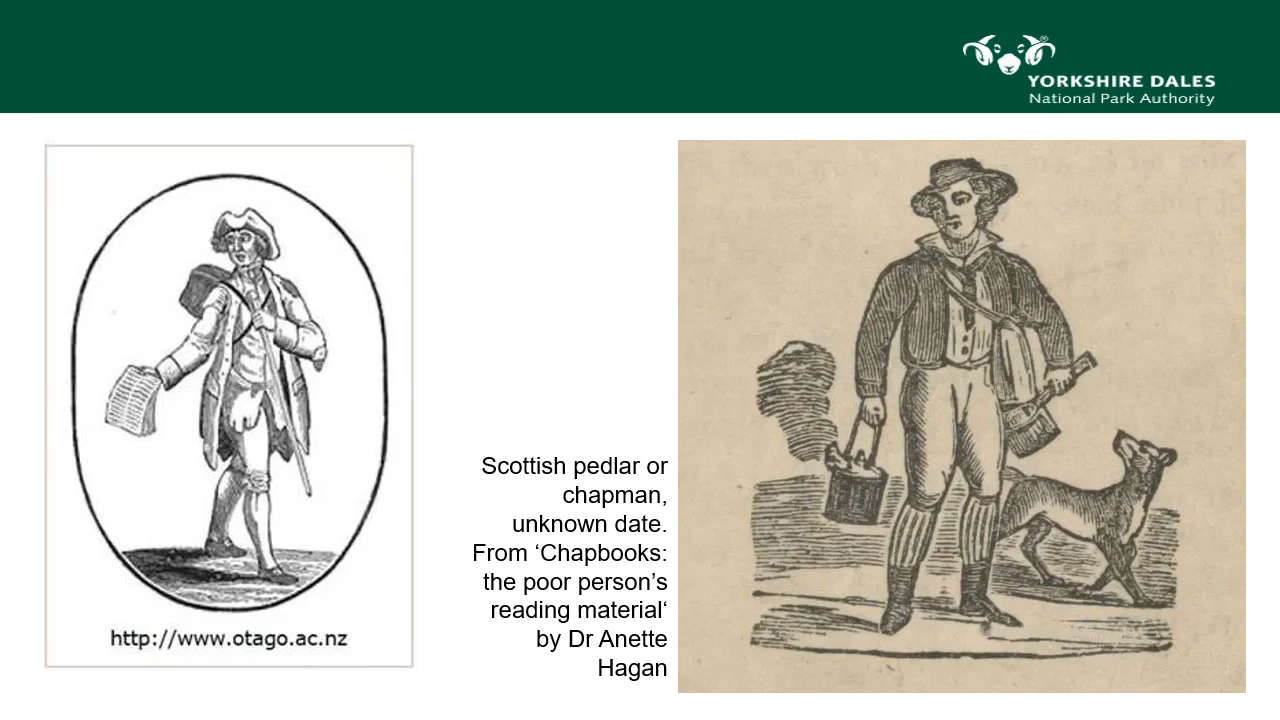 YORKSHIRE DALES
National Park Authority
http://www.otago.ac.nz
Scottish pedlar or
chapman,
unknown date.
From ‘Chapbooks:
the poor person’s
reading material‘
by Dr Anette
Hagan